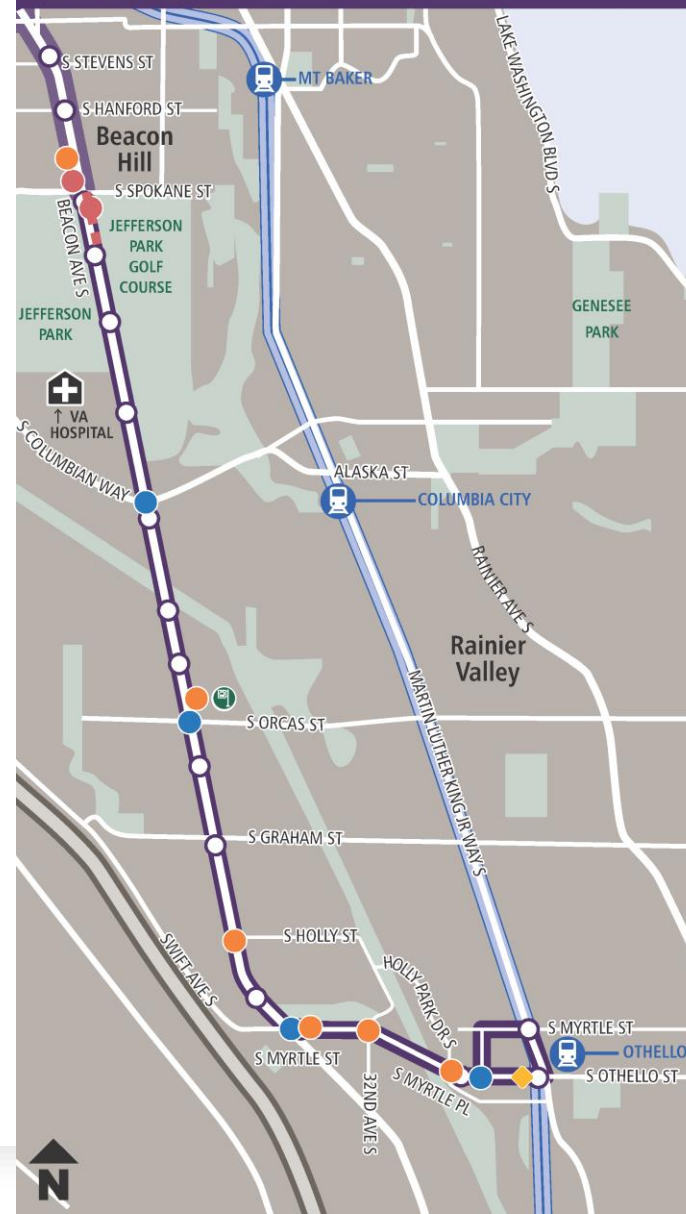 S STEVENS ST
MT BAKER
LAKE WASHINGTON BLVD S
S HANFORD ST
Beacon
Hill
S SPOKANE ST
BEACON AVE S
JEFFERSON
PARK
GOLF
COURSE
JEFFERSON
PARK
GENESEE
PARK
↑ VA
HOSPITAL
S COLUMBIAN WAY
ALASKA ST
COLUMBIA CITY
RAINIER AVE S
Rainier
Valley
MARTIN LUTHER KING JR WAY S
S ORCAS ST
S GRAHAM ST
SWIFT AVE S
S HOLLY ST
HOLLY PARK DR S
S MYRTLE ST
S MYRTLE ST
OTHELLO
S OTHELLO ST
S MYRTLE PL
32ND AVE S
N